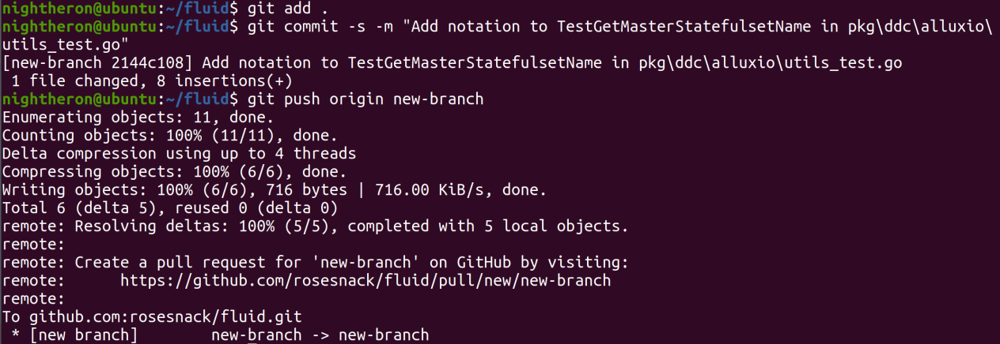 nightheron@ubuntu:~/fluid$ git add .
nightheron@ubuntu:~/fluid$ git commit -s -m "Add notation to TestGetMasterStatefulsetName in pkg\ddc\alluxio\
utils_test.go"
[new-branch 2144c108] Add notation to TestGetMasterStatefulsetName in pkg\ddc\alluxio\utils_test.go
 1 file changed, 8 insertions(+)
nightheron@ubuntu:~/fluid$ git push origin new-branch
Enumerating objects: 11, done.
Counting objects: 100% (11/11), done.
Delta compression using up to 4 threads
Compressing objects: 100% (6/6), done.
Writing objects: 100% (6/6), 716 bytes | 716.00 KiB/s, done.
Total 6 (delta 5), reused 0 (delta 0)
remote: Resolving deltas: 100% (5/5), completed with 5 local objects.
remote:
remote: Create a pull request for 'new-branch' on GitHub by visiting:
remote:      https://github.com/rosesnack/fluid/pull/new/new-branch
remote:
To github.com:rosesnack/fluid.git
 * [new branch]        new-branch -> new-branch